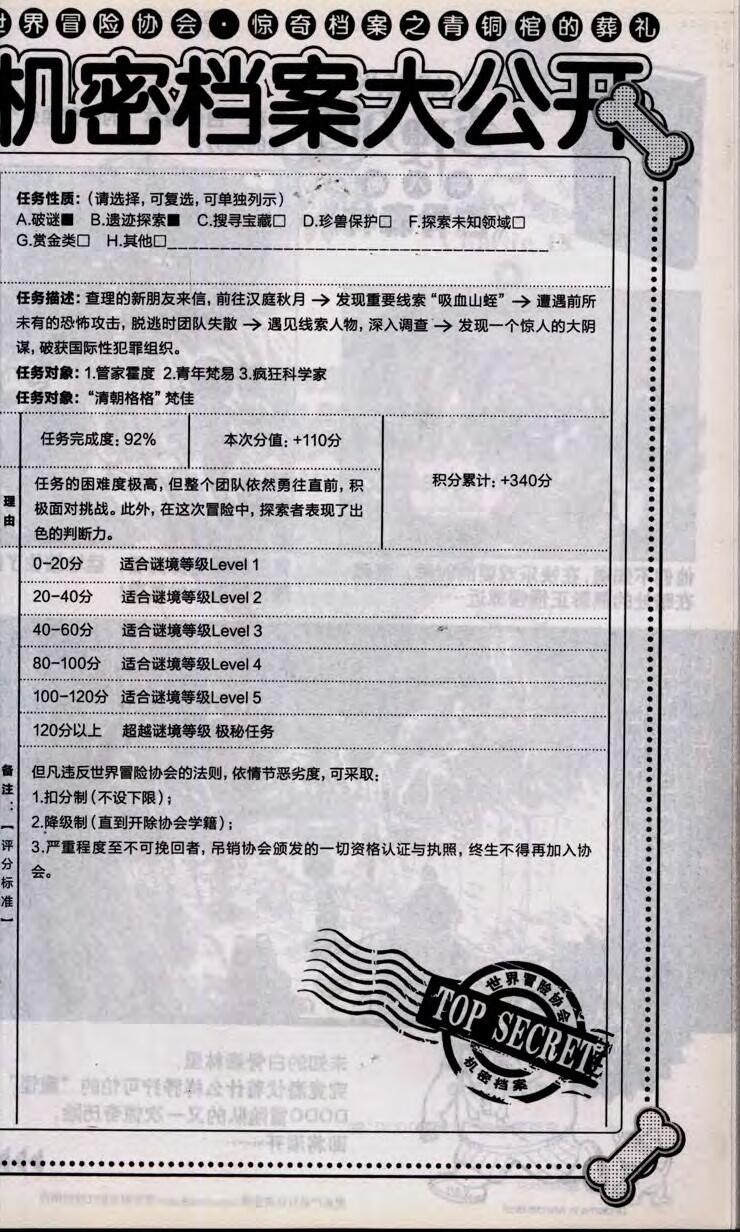 世界冒险协会·惊奇档案之青铜棺的葬礼
机密档案大公开
任务性质：（请选择，可复选，可单独列示）
A.破谜■ B.遗迹探索■ C.搜寻宝藏□ D.珍兽保护□ F.探索未知领域□
G.赏金类□ H.其他□
任务描述：查理的新朋友来信，前往汉庭秋月→发现重要线索“吸血山蛭”→遭遇前所
未有的恐怖攻击，脱逃时团队失散→遇见线索人物，深入调查→发现一个惊人的大阴
谋，破获国际性犯罪组织。
任务对象：1.管家霍度 2.青年梵易 3.疯狂科学家
任务对象：“清朝格格”梵佳
任务完成度：92%
本次分值：+110分
积分累计：+340分
理由
任务的困难度极高，但整个团队依然勇往直前，积
极面对挑战。此外，在这次冒险中，探索者表现了出
色的判断力。
0-20分 适合谜境等级Level 1
20-40分 适合谜境等级Level 2
40-60分 适合谜境等级Level 3
80-100分 适合谜境等级Level 4
100-120分 适合谜境等级Level 5
120分以上 超越谜境等级 极秘任务
备注：【评分标准】
但凡违反世界冒险协会的法则，依情节恶劣度，可采取：
1.扣分制（不设下限）；
2.降级制（直到开除协会学籍）；
3.严重程度至不可挽回者，吊销协会颁发的一切资格认证与执照，终生不得再加入协
会。
世界冒险协会
TOP SECRET
机密档案